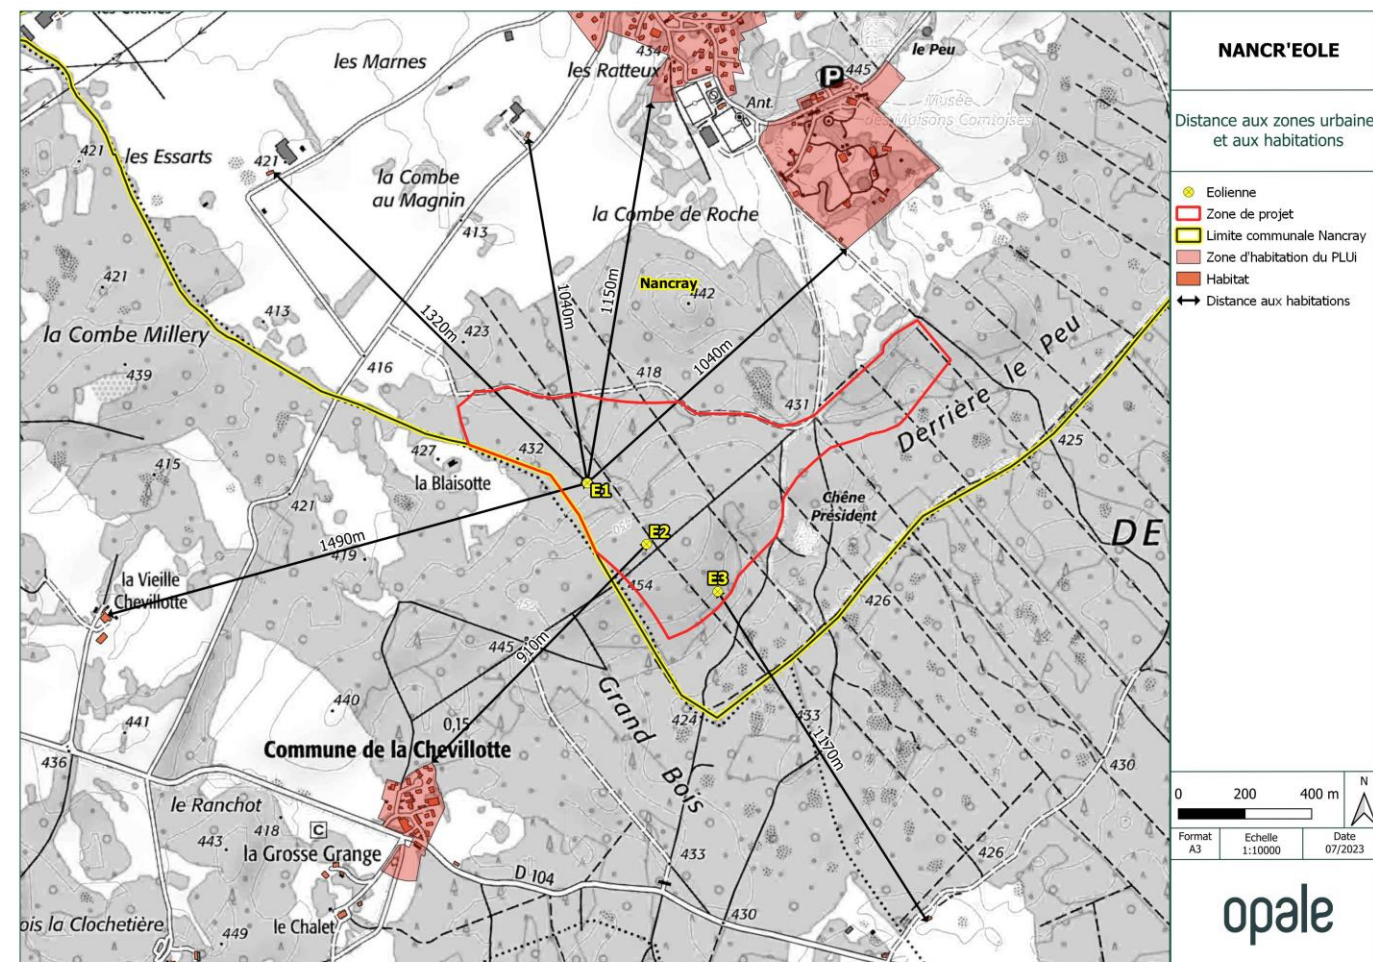 les Marnes
les Ratteux
434
le Peu
P
445
Ant.
Musée
des Maisons Comtoises
421
les Essarts
421
la Combe
au Magnin
la Combe de Roche
413
421
413
la Combe Millery
439
416
423
Nancray
442
418
431
1320m
1040m
1150m
1040m
Derrière le Peu
425
415
427
la Blaisotte
432
E1
421
Chêne
Président
DE
1490m
419
E2
E3
454
426
la Vieille
Chevillotte
445
910m
440
441
436
0,15
Commune de la Chevillotte
Grand Bois
424
433
1170m
430
le Ranchot
418
443
C
la Grosse Grange
D 104
433
426
430
le Chalet
ois la Clochetière
449
NANCR'EOLE
Distance aux zones urbaine
et aux habitations
Eolienne
Zone de projet
Limite communale Nancray
Zone d'habitation du PLUi
Habitat
Distance aux habitations
0 200 400 m
N
Format
A3
Echelle
1:10000
Date
07/2023
opale